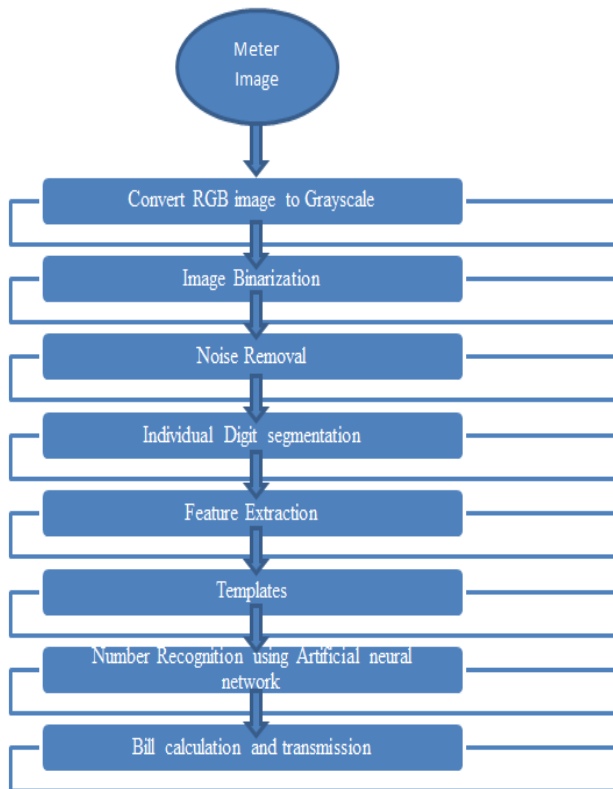 Meter
Image
Convert RGB image to Grayscale
Image Binarization
Noise Removal
Individual Digit segmentation
Feature Extraction
Templates
Number Recognition using Artificial neural
network
Bill calculation and transmission